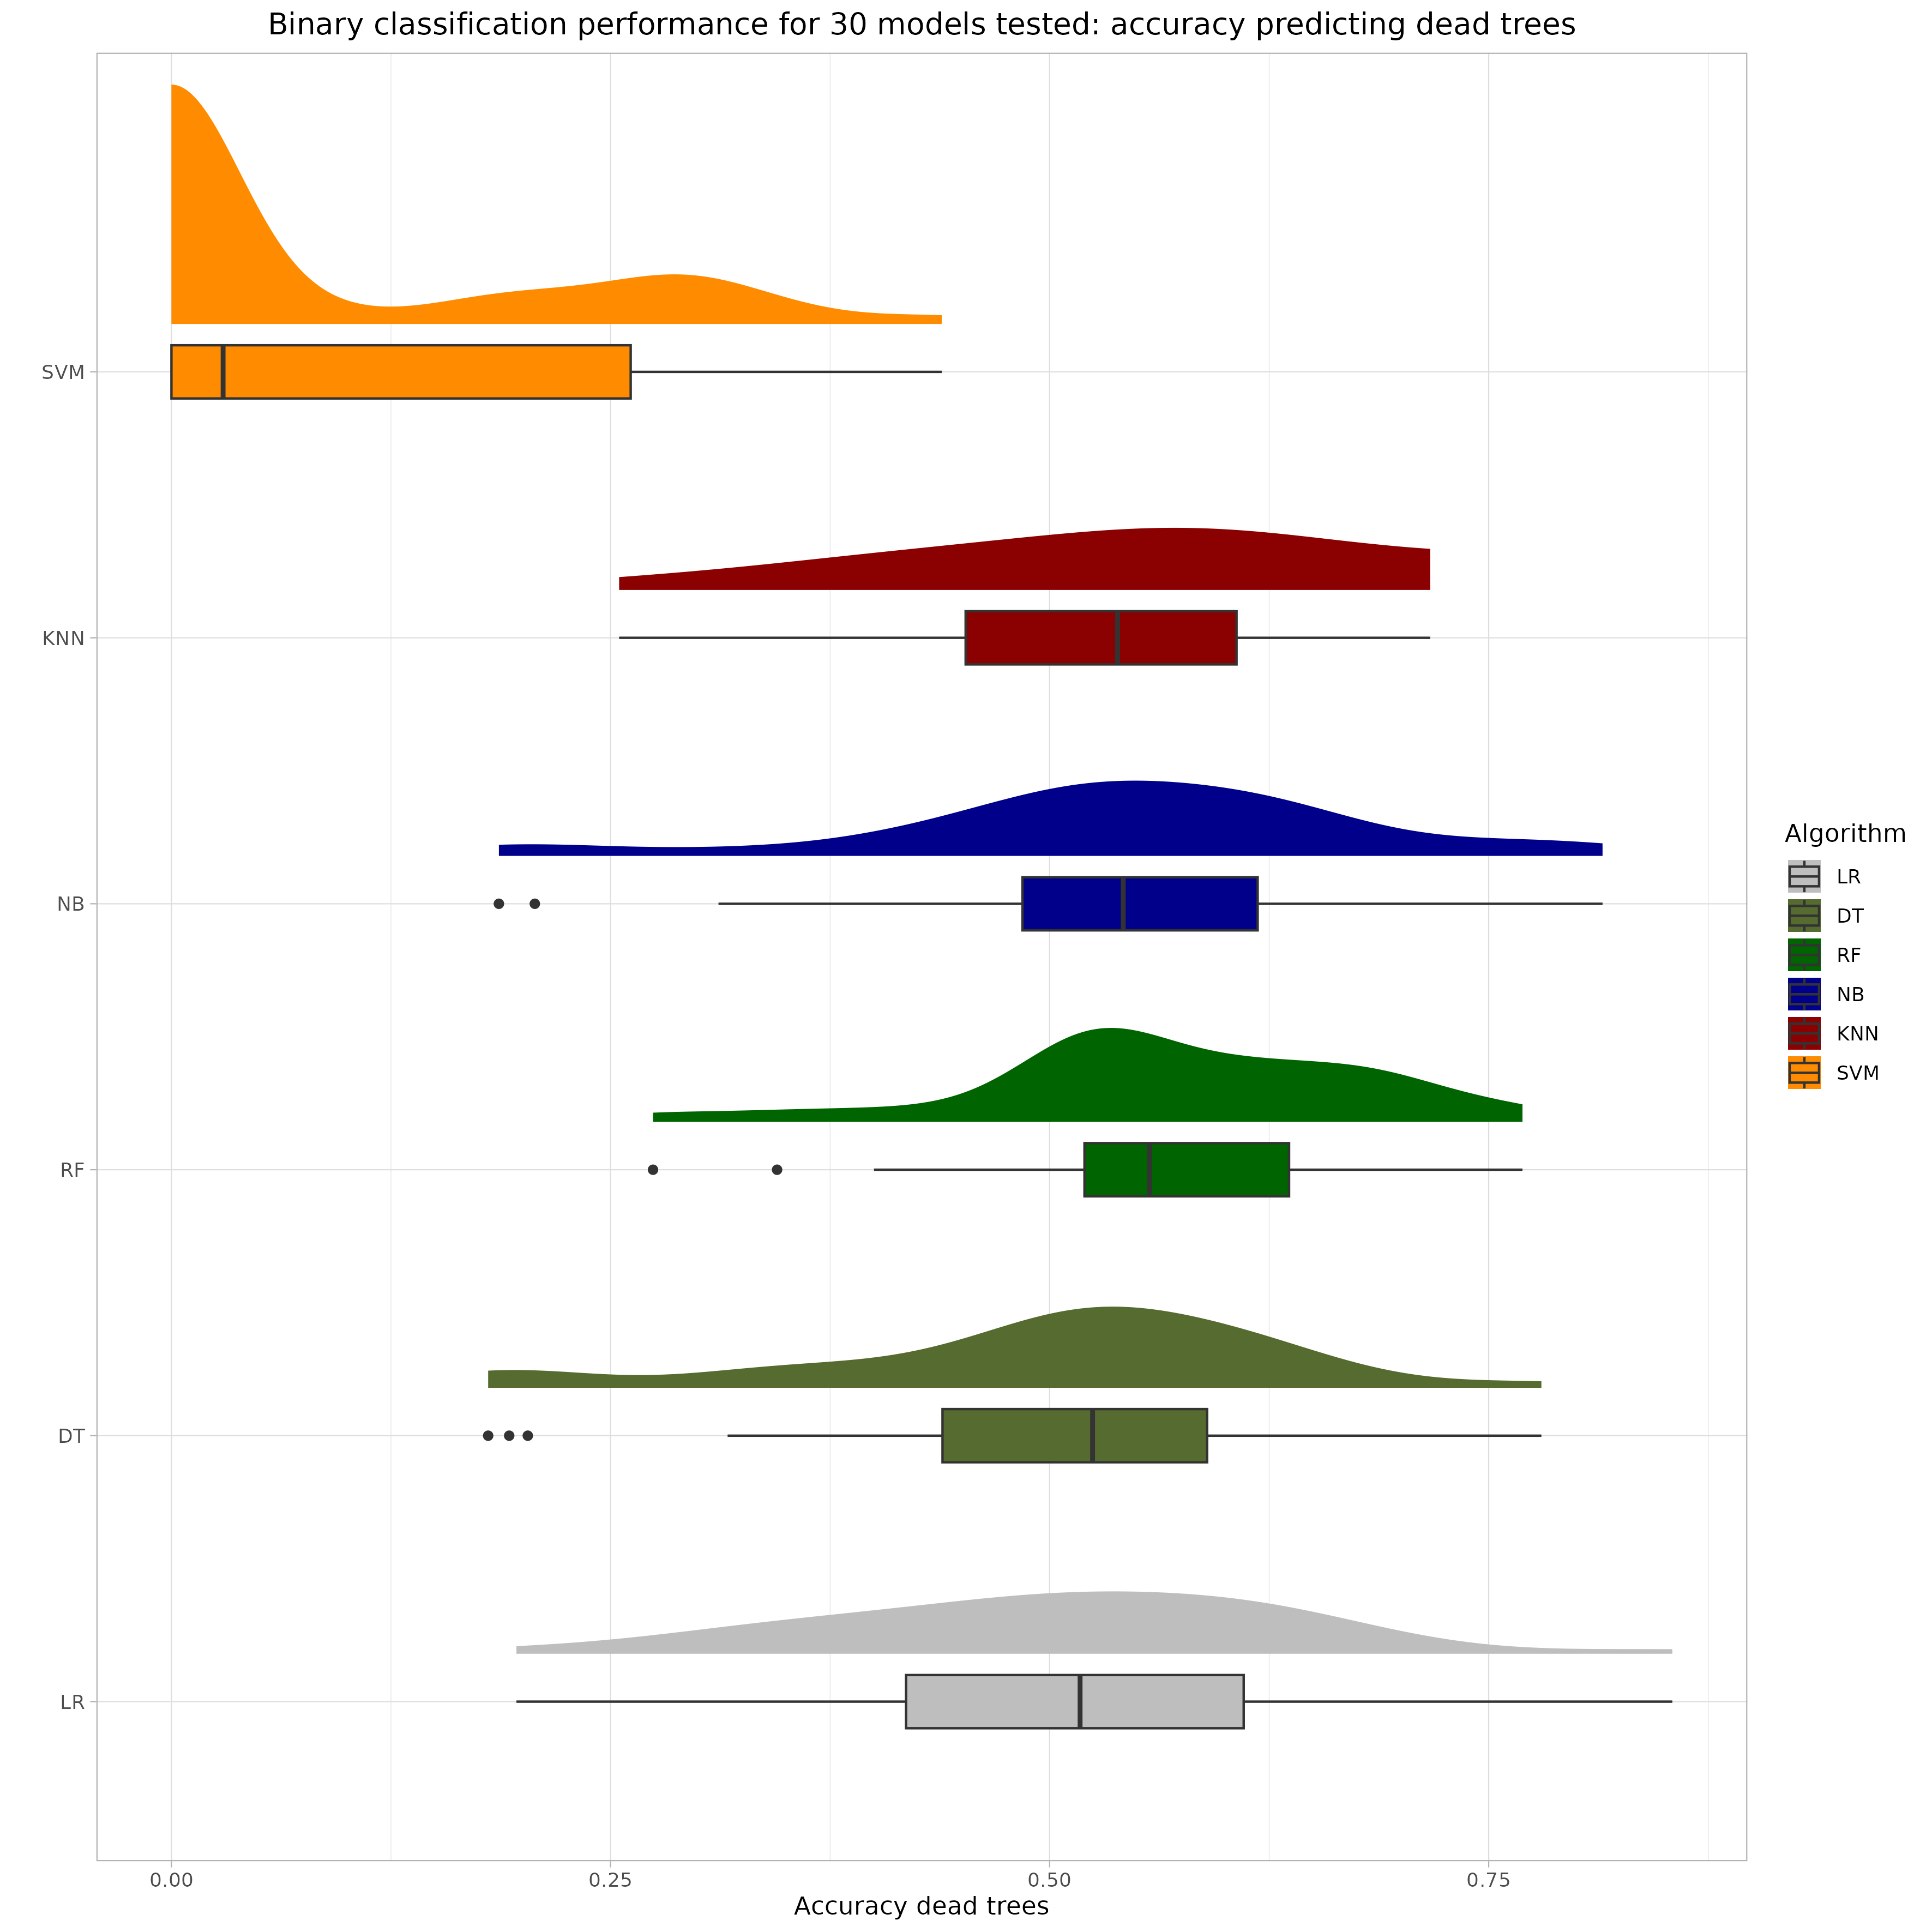 Binary classification performance for 30 models tested: accuracy predicting dead trees
SVM
KNN
NB
RF
DT
LR
0.00
0.25
0.50
0.75
Accuracy dead trees
Algorithm
LR
DT
RF
NB
KNN
SVM